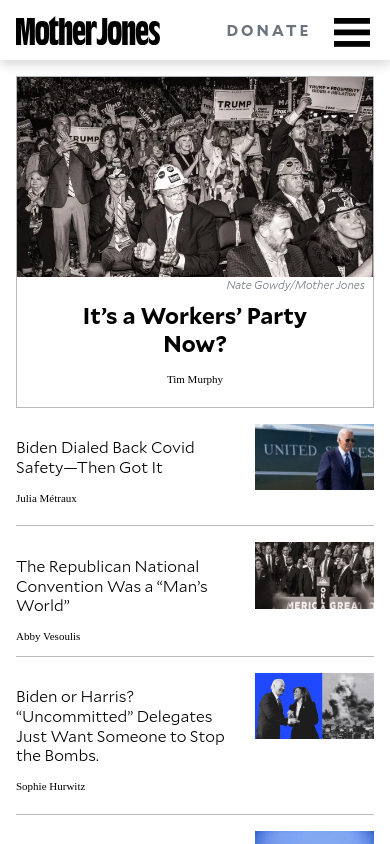 Mother Jones
DONATE
TRUMP
TRUMP
TRUMP
Nate Gowdy/Mother Jones
It’s a Workers’ Party
Now?
Tim Murphy
Biden Dialed Back Covid
Safety—Then Got It
Julia Métraux
UNITED STATES
The Republican National
Convention Was a “Man’s
World”
Abby Vesoulis
Biden or Harris?
“Uncommitted” Delegates
Just Want Someone to Stop
the Bombs.
Sophie Hurwitz